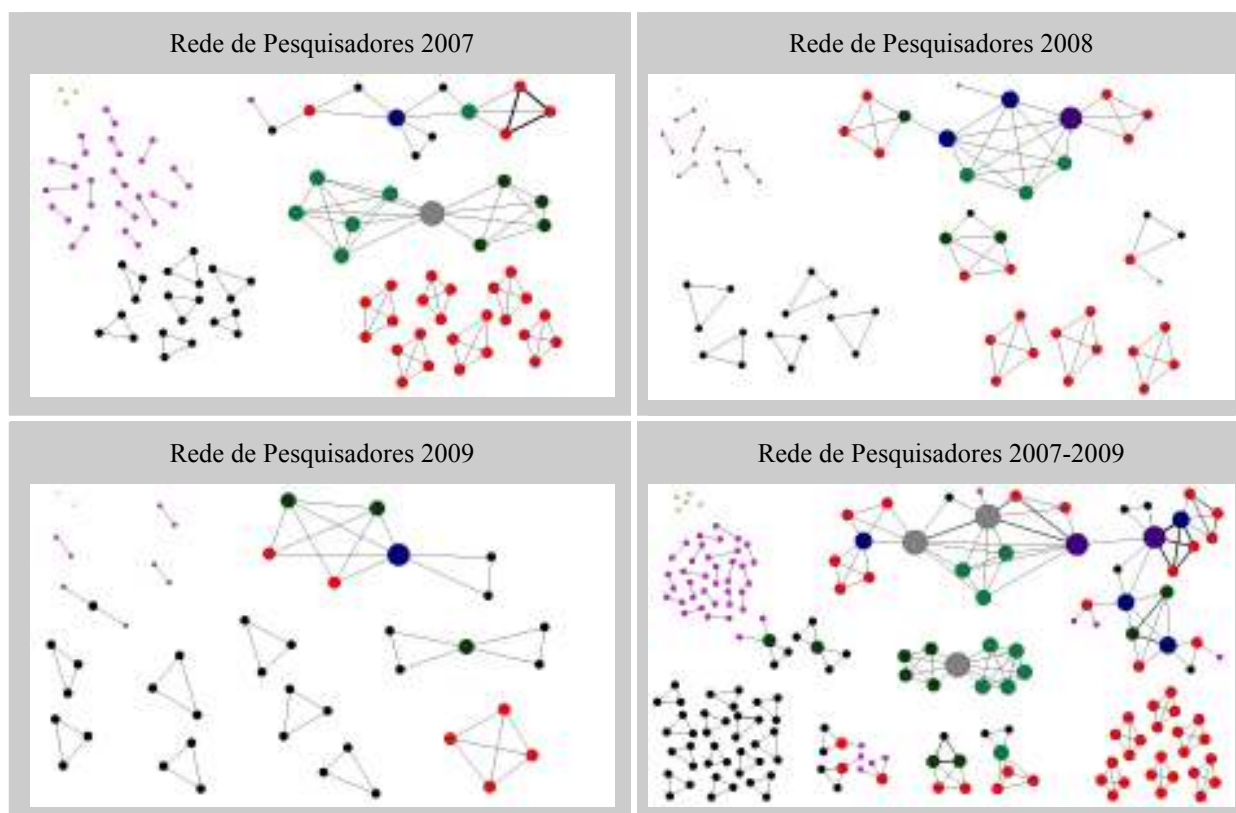 Rede de Pesquisadores 2007
Rede de Pesquisadores 2008
Rede de Pesquisadores 2009
Rede de Pesquisadores 2007-2009